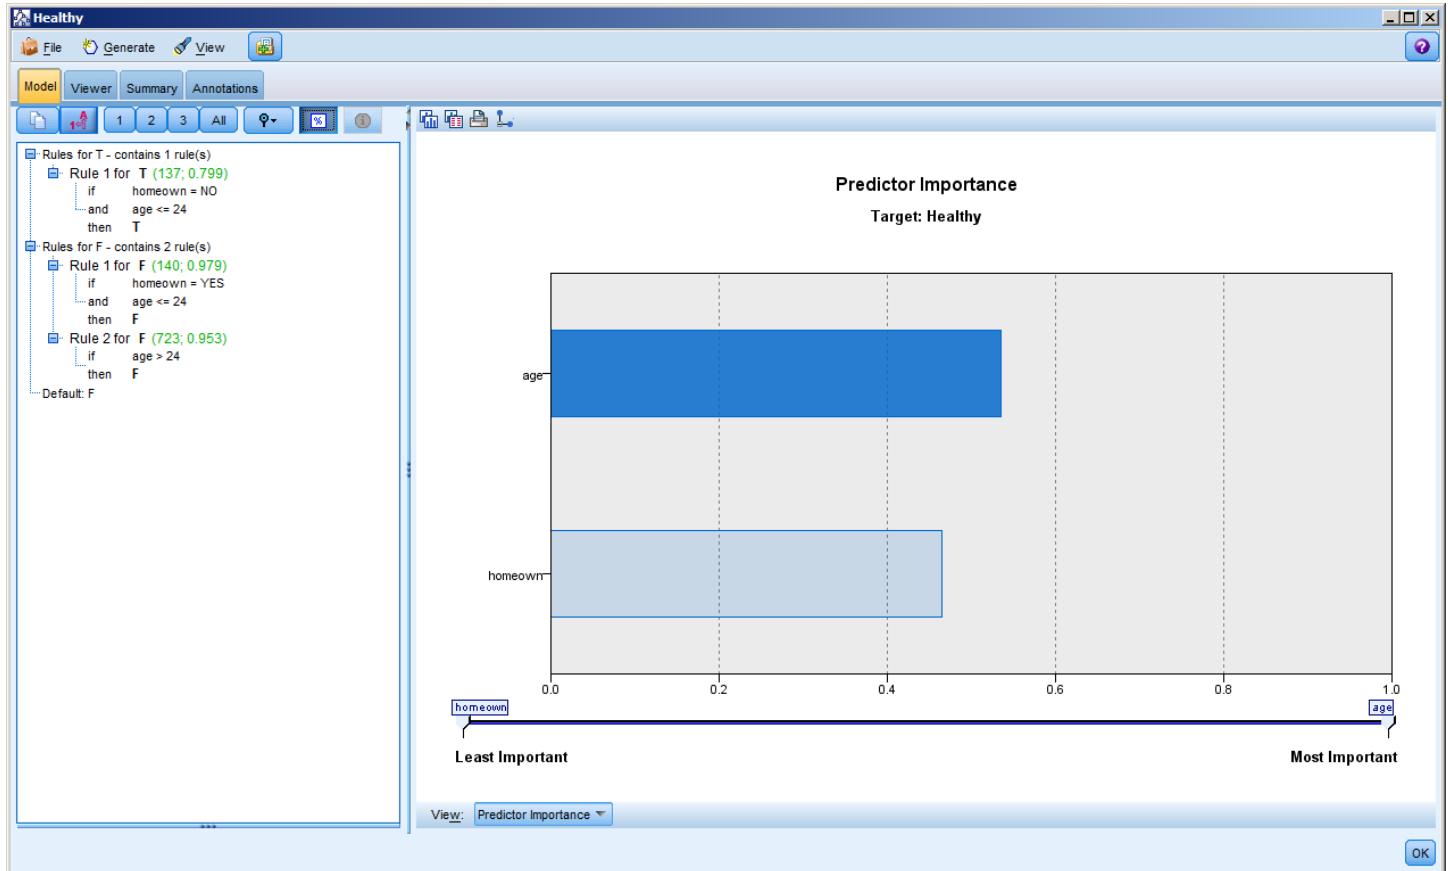 Healthy
File Generate View
Model Viewer Summary Annotations
1 2 3 All %
Rules for T - contains 1 rule(s)
Rule 1 for T (137; 0.799)
if homeown = NO
and age <= 24
then T
Rules for F - contains 2 rule(s)
Rule 1 for F (140; 0.979)
if homeown = YES
and age <= 24
then F
Rule 2 for F (723; 0.953)
if age > 24
then F
Default: F
Predictor Importance
Target: Healthy
age
homeown
0.0 0.2 0.4 0.6 0.8 1.0
homeown age
Least Important Most Important
View: Predictor Importance
OK